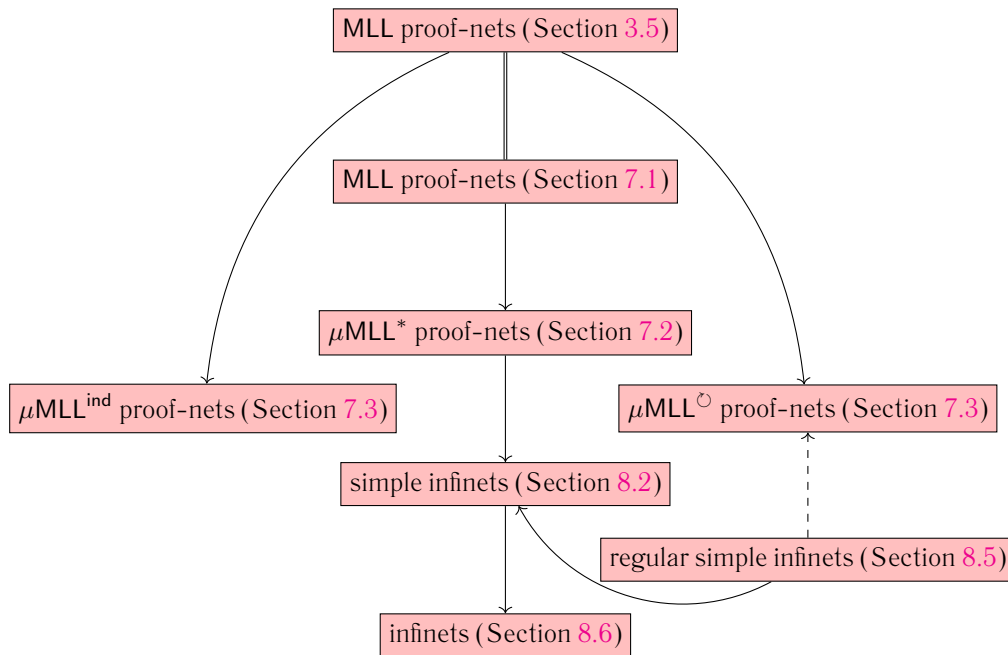 MLL proof-nets (Section 3.5)
MLL proof-nets (Section 7.1)
μMLL* proof-nets (Section 7.2)
μMLL^ind proof-nets (Section 7.3)
μMLL^↻ proof-nets (Section 7.3)
simple infinets (Section 8.2)
regular simple infinets (Section 8.5)
infinets (Section 8.6)